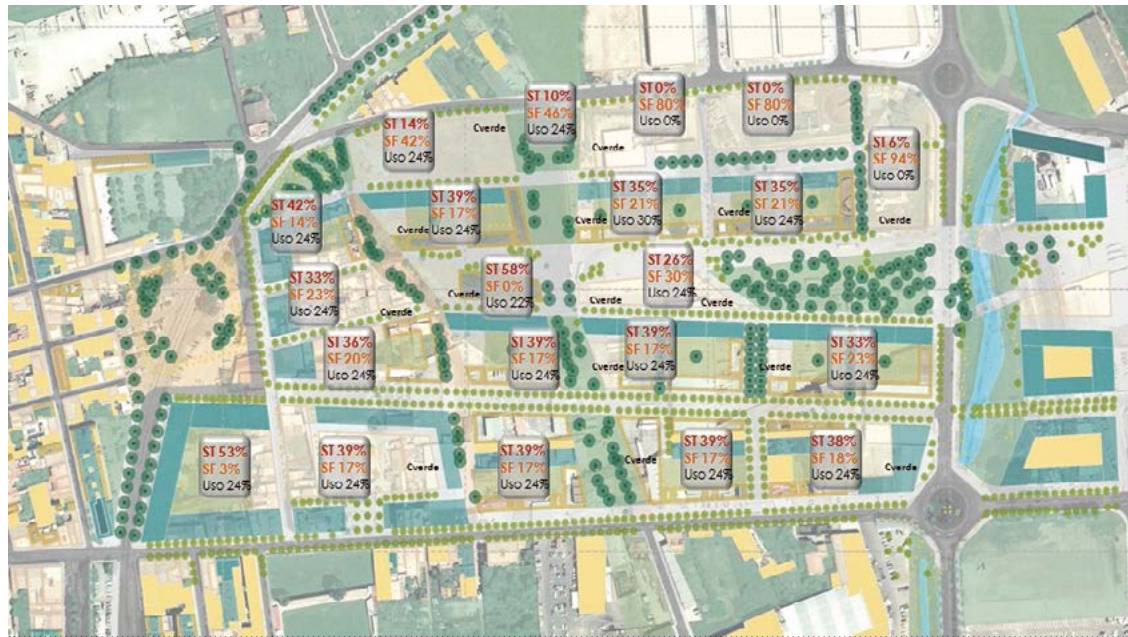 ST 10%
SF 46%
Uso 24%
ST 0%
SF 80%
Uso 0%
ST 0%
SF 80%
Uso 0%
ST 14%
SF 42%
Uso 24%
Cverde
Cverde
ST 6%
SF 94%
Uso 0%
ST 42%
SF 14%
Uso 24%
ST 39%
SF 17%
Uso 24%
Cverde
ST 35%
SF 21%
Uso 30%
Cverde
ST 35%
SF 21%
Uso 24%
Cverde
Cverde
ST 33%
SF 23%
Uso 24%
Cverde
ST 58%
SF 0%
Uso 22%
Cverde
Cverde
ST 26%
SF 30%
Uso 24%
Cverde
ST 36%
SF 20%
Uso 24%
ST 39%
SF 17%
Uso 24%
Cverde
ST 39%
SF 17%
Uso 24%
Cverde
ST 33%
SF 23%
Uso 24%
ST 53%
SF 3%
Uso 24%
ST 39%
SF 17%
Uso 24%
Cverde
ST 39%
SF 17%
Uso 24%
Cverde
ST 39%
SF 17%
Uso 24%
ST 38%
SF 18%
Uso 24%
Cverde